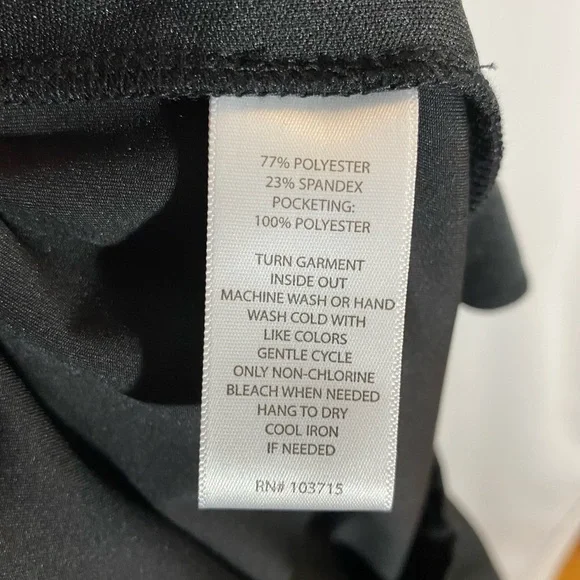 77% POLYESTER
23% SPANDEX
POCKETING:
100% POLYESTER
TURN GARMENT
INSIDE OUT
MACHINE WASH OR HAND
WASH COLD WITH
LIKE COLORS
GENTLE CYCLE
ONLY NON-CHLORINE
BLEACH WHEN NEEDED
HANG TO DRY
COOL IRON
IF NEEDED
RN# 103715